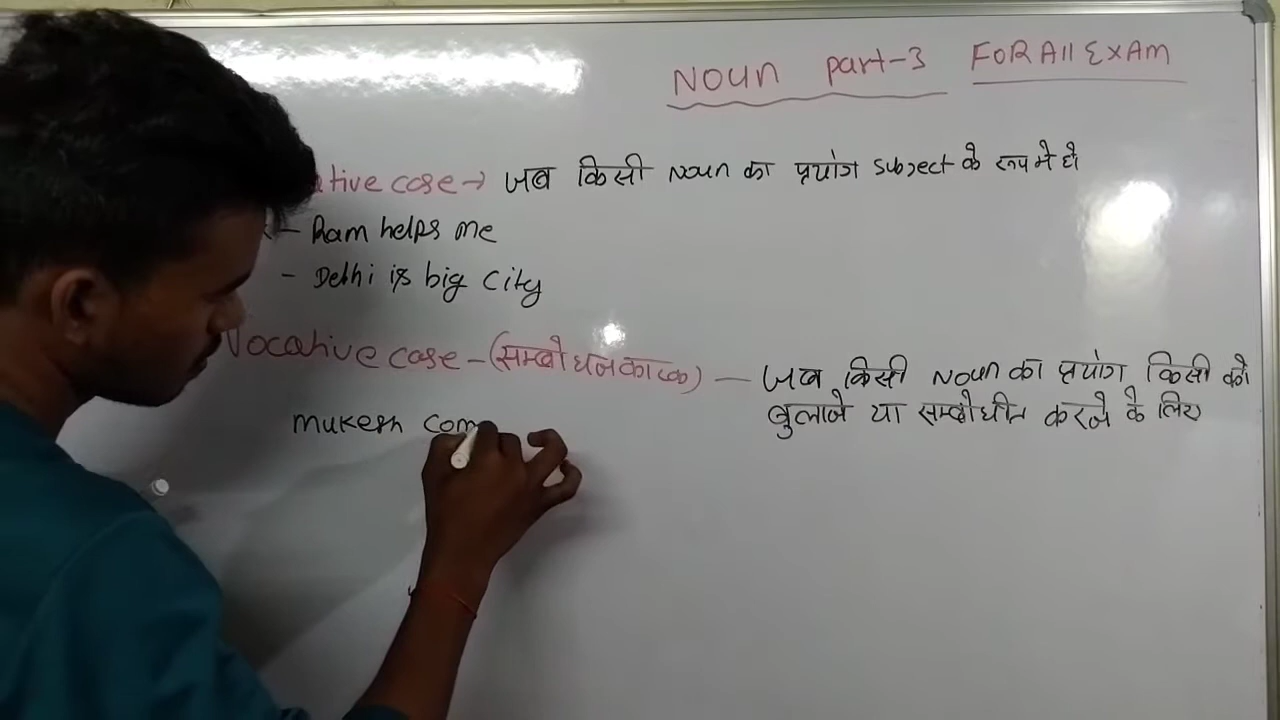 Noun part-3 FOR All ExAm
ative case → जब किसी Noun का प्रयोग subject के रूप मे हो
- Ram helps me
- Delhi is big City
Vocative case - (सम्बोधनकारक) - जब किसी Noun का प्रयोग किसी को
बुलाने या सम्बोधीन करने के लिए
mukesh com